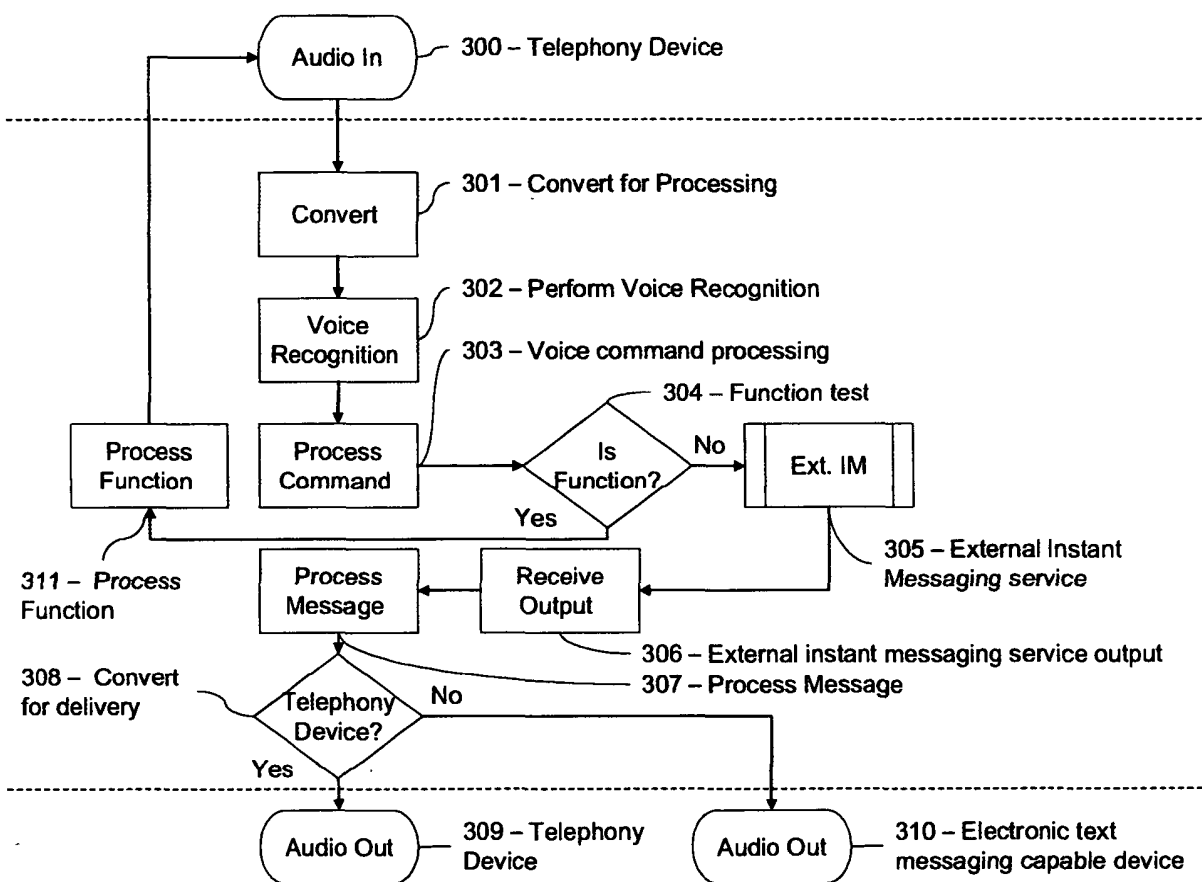 Audio In
300 – Telephony Device
Convert
301 – Convert for Processing
Voice
Recognition
302 – Perform Voice Recognition
303 – Voice command processing
304 – Function test
Process
Function
Process
Command
Is
Function?
No
Ext. IM
Yes
311 – Process
Function
Process
Message
Receive
Output
305 – External Instant
Messaging service
306 – External instant messaging service output
307 – Process Message
308 – Convert
for delivery
Telephony
Device?
No
Yes
Audio Out
309 – Telephony
Device
Audio Out
310 – Electronic text
messaging capable device